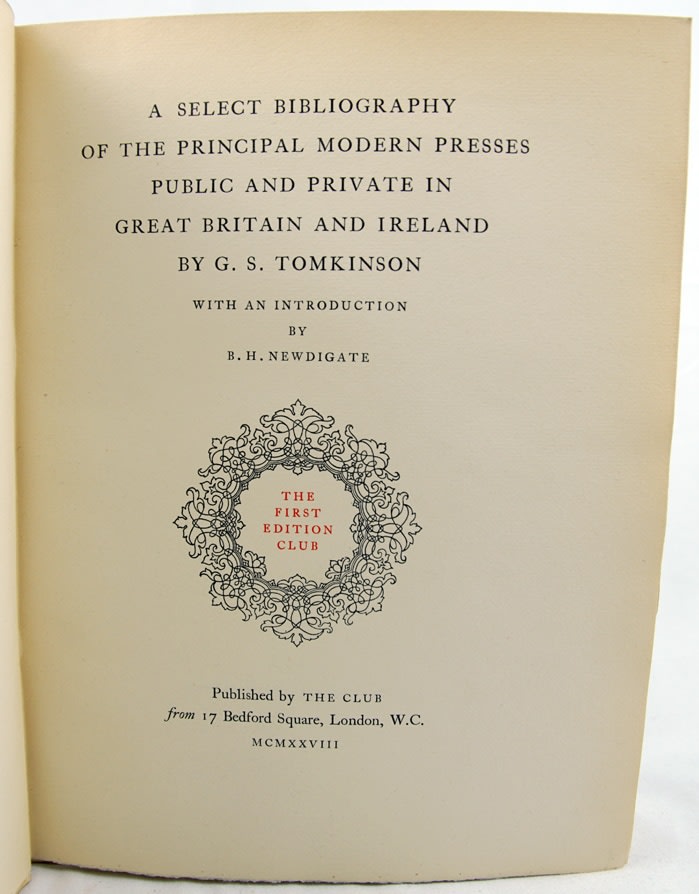 A SELECT BIBLIOGRAPHY
OF THE PRINCIPAL MODERN PRESSES
PUBLIC AND PRIVATE IN
GREAT BRITAIN AND IRELAND
BY G. S. TOMKINSON
WITH AN INTRODUCTION
BY
B. H. NEWDIGATE
THE
FIRST
EDITION
CLUB
Published by THE CLUB
from 17 Bedford Square, London, W.C.
MCMXXVIII